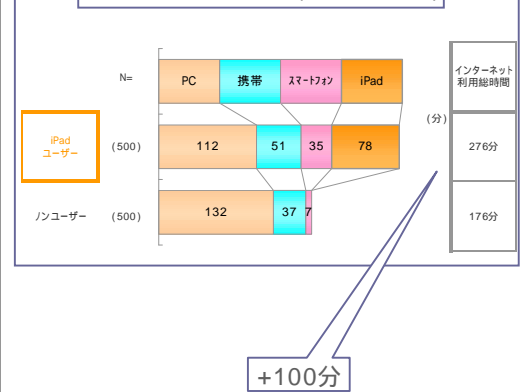 N=
PC
携帯
スマートフォン
iPad
インターネット
利用総時間
(分)
iPad
ユーザー
(500)
112
51
35
78
276分
ノンユーザー
(500)
132
37
7
176分
+100分